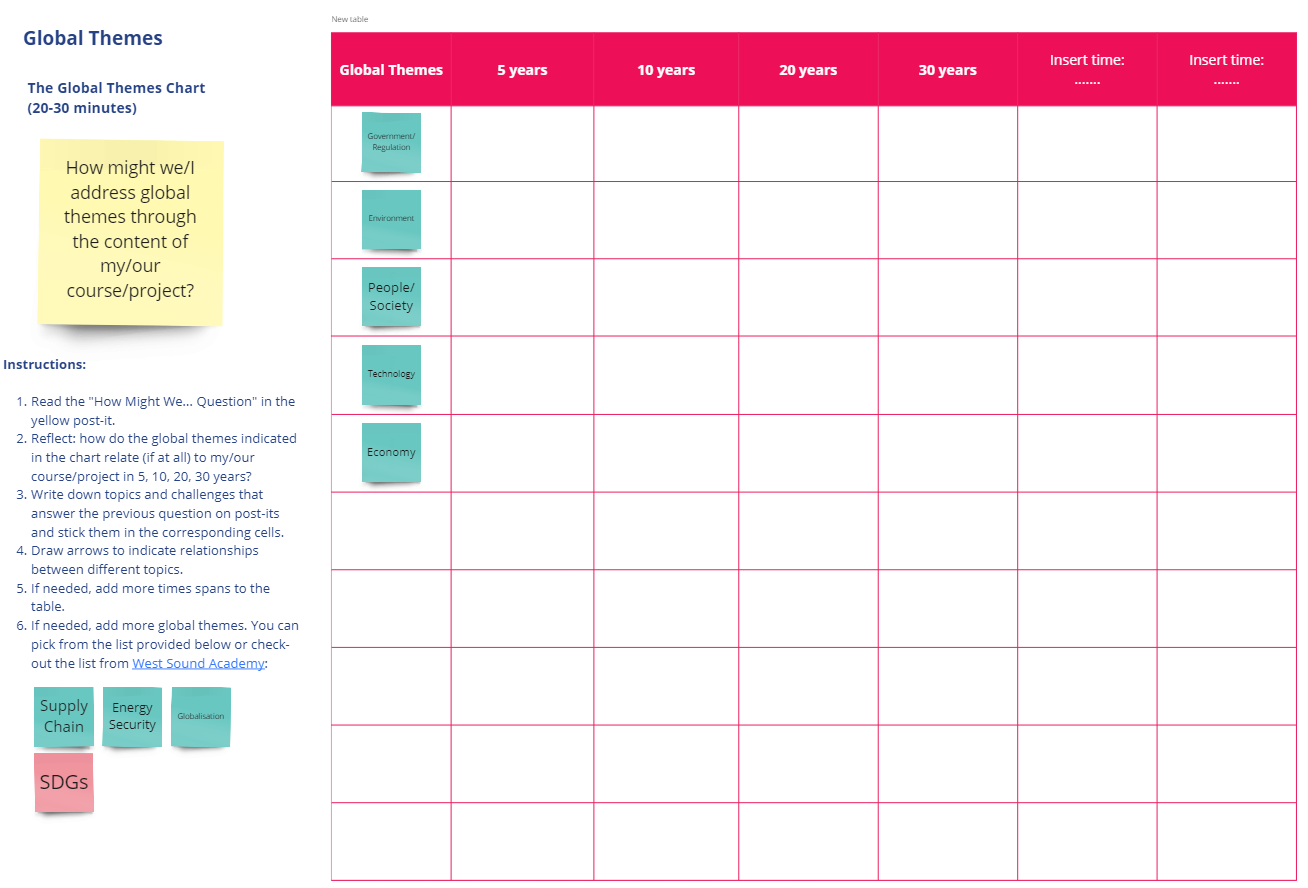 Global Themes
The Global Themes Chart
(20-30 minutes)
How might we/I
address global
themes through
the content of
my/our
course/project?
Instructions:
1. Read the "How Might We... Question" in the
yellow post-it.
2. Reflect: how do the global themes indicated
in the chart relate (if at all) to my/our
course/project in 5, 10, 20, 30 years?
3. Write down topics and challenges that
answer the previous question on post-its
and stick them in the corresponding cells.
4. Draw arrows to indicate relationships
between different topics.
5. If needed, add more times spans to the
table.
6. If needed, add more global themes. You can
pick from the list provided below or check-
out the list from West Sound Academy:
Supply
Chain
Energy
Security
Globalisation
SDGs
New table
Global Themes
5 years
10 years
20 years
30 years
Insert time:
.......
Insert time:
.......
Government/
Regulation
Environment
People/
Society
Technology
Economy